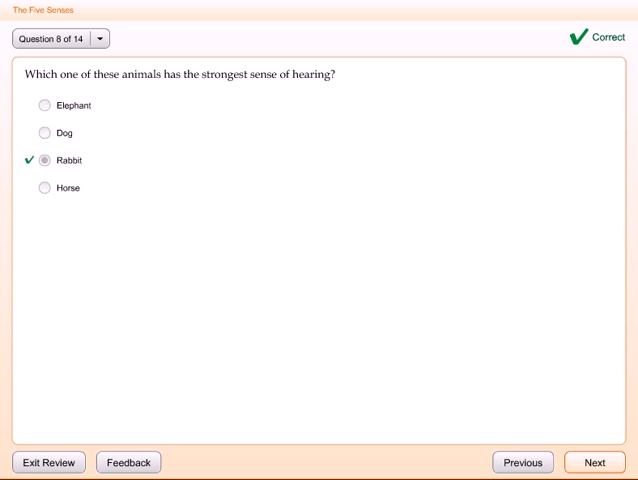 The Five Senses
Question 8 of 14
Correct
Which one of these animals has the strongest sense of hearing?
Elephant
Dog
Rabbit
Horse
Exit Review
Feedback
Previous
Next